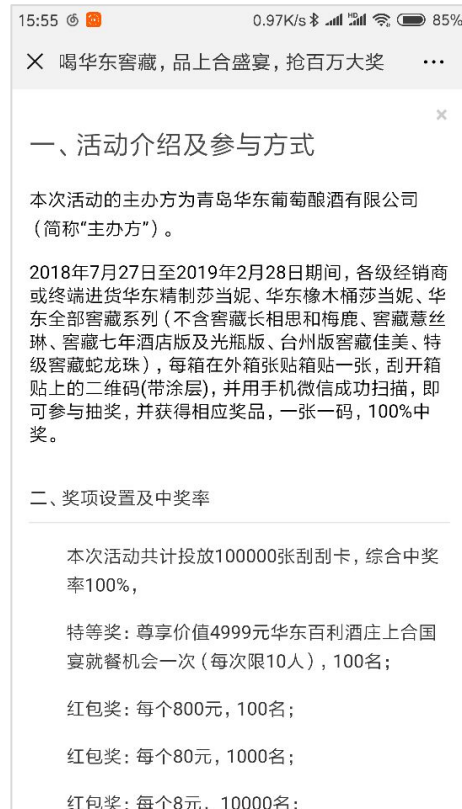 15:55 0.97K/s HD 85%
喝华东窖藏，品上合盛宴，抢百万大奖 ···
×
一、活动介绍及参与方式
本次活动的主办方为青岛华东葡萄酿酒有限公司
（简称“主办方”）。
2018年7月27日至2019年2月28日期间，各级经销商
或终端进货华东精制莎当妮、华东橡木桶莎当妮、华
东全部窖藏系列（不含窖藏长相思和梅鹿、窖藏薏丝
琳、窖藏七年酒店版及光瓶版、台州版窖藏佳美、特
级窖藏蛇龙珠），每箱在外箱张贴箱贴一张，刮开箱
贴上的二维码(带涂层)，并用手机微信成功扫描，即
可参与抽奖，并获得相应奖品，一张一码，100%中
奖。
二、奖项设置及中奖率
本次活动共计投放100000张刮刮卡，综合中奖
率100%，
特等奖：尊享价值4999元华东百利酒庄上合国
宴就餐机会一次（每次限10人），100名；
红包奖：每个800元，100名；
红包奖：每个80元，1000名；
红包奖：每个8元，10000名；